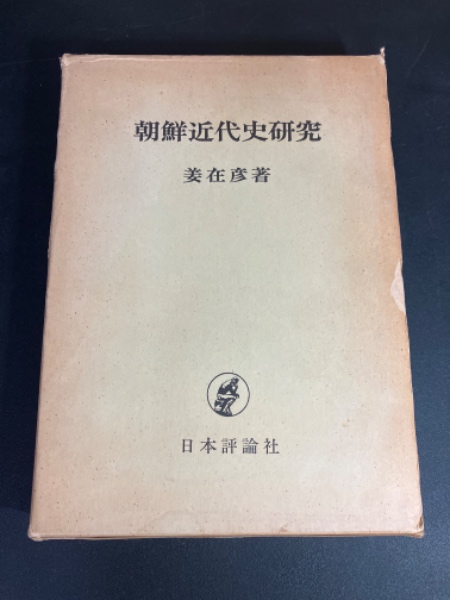 朝鮮近代史研究
姜在彦著
日本評論社